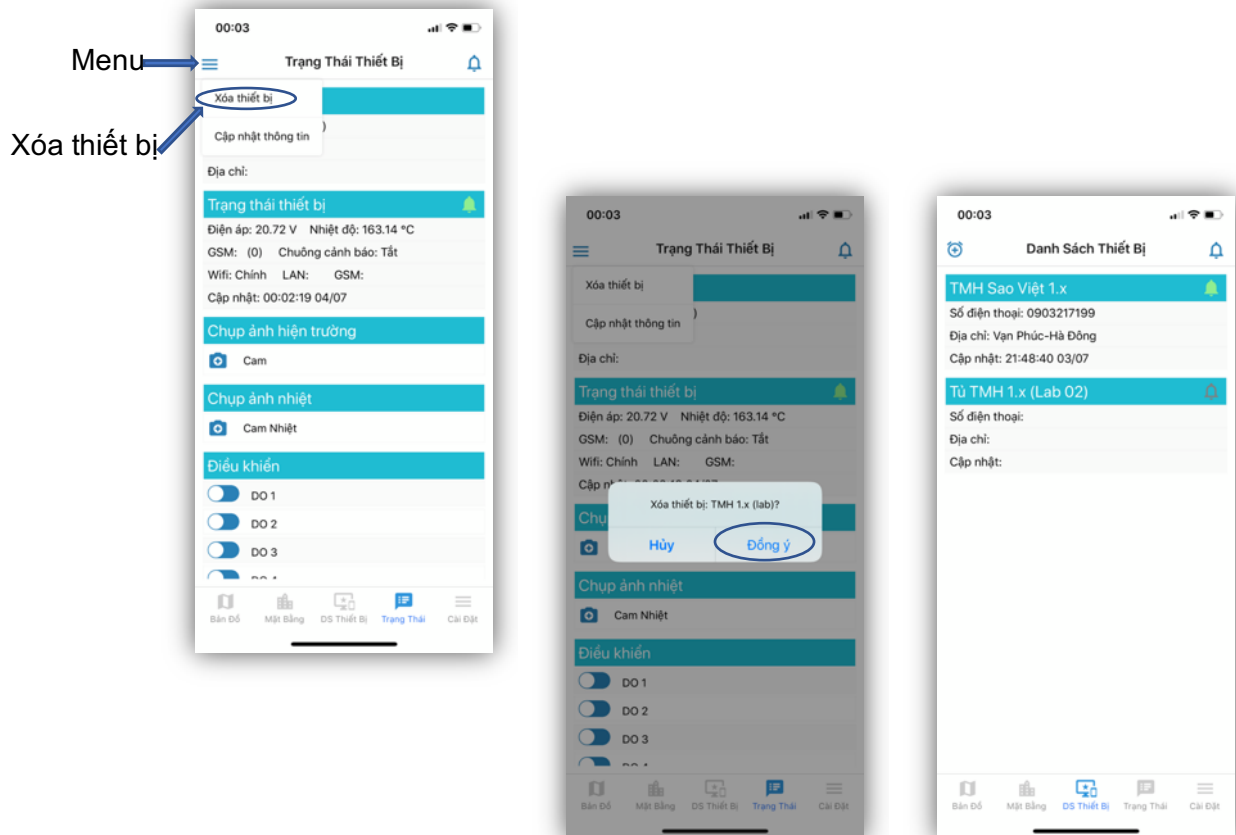 Menu
Xóa thiết bị
00:03
Trạng Thái Thiết Bị
Xóa thiết bị
Cập nhật thông tin
)
Địa chỉ:
Trạng thái thiết bị
Điện áp: 20.72 V Nhiệt độ: 163.14 °C
GSM: (0) Chuông cảnh báo: Tắt
Wifi: Chính LAN: GSM:
Cập nhật: 00:02:19 04/07
Chụp ảnh hiện trường
Cam
Chụp ảnh nhiệt
Cam Nhiệt
Điều khiển
DO 1
DO 2
DO 3
Bản Đồ Mặt Bằng DS Thiết Bị Trạng Thái Cài Đặt
00:03
Trạng Thái Thiết Bị
Xóa thiết bị
Cập nhật thông tin
)
Địa chỉ:
Trạng thái thiết bị
Điện áp: 20.72 V Nhiệt độ: 163.14 °C
GSM: (0) Chuông cảnh báo: Tắt
Wifi: Chính LAN: GSM:
Xóa thiết bị: TMH 1.x (lab)?
Hủy Đồng ý
Chụp ảnh nhiệt
Cam Nhiệt
Điều khiển
DO 1
DO 2
DO 3
Bản Đồ Mặt Bằng DS Thiết Bị Trạng Thái Cài Đặt
00:03
Danh Sách Thiết Bị
TMH Sao Việt 1.x
Số điện thoại: 0903217199
Địa chỉ: Vạn Phúc-Hà Đông
Cập nhật: 21:48:40 03/07
Tủ TMH 1.x (Lab 02)
Số điện thoại:
Địa chỉ:
Cập nhật:
Bản Đồ Mặt Bằng DS Thiết Bị Trạng Thái Cài Đặt